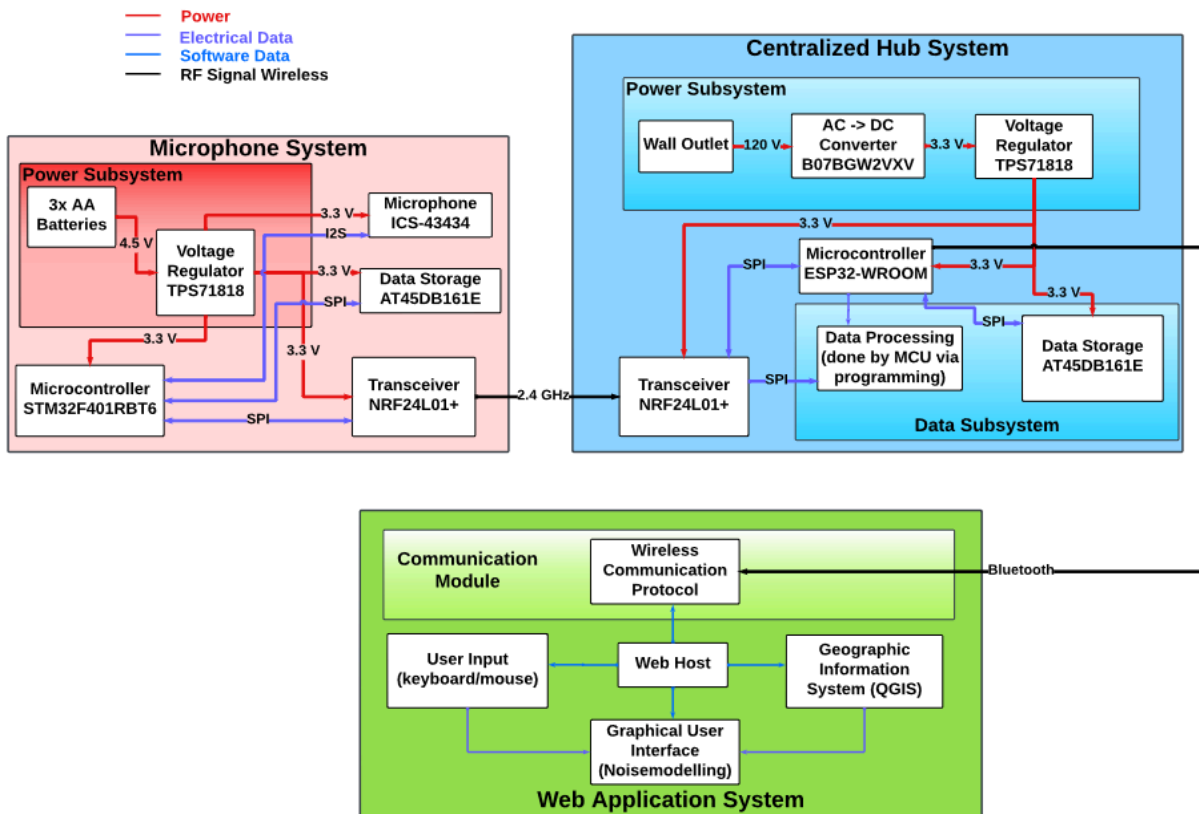 Power
Electrical Data
Software Data
RF Signal Wireless
Microphone System
Power Subsystem
3x AA
Batteries
4.5 V
Voltage
Regulator
TPS71818
3.3 V
Microphone
ICS-43434
I2S
3.3 V
Data Storage
AT45DB161E
SPI
3.3 V
3.3 V
Microcontroller
STM32F401RBT6
SPI
Transceiver
NRF24L01+
2.4 GHz
Centralized Hub System
Power Subsystem
Wall Outlet
120 V
AC -> DC
Converter
B07BGW2VXV
3.3 V
Voltage
Regulator
TPS71818
3.3 V
Microcontroller
ESP32-WROOM
SPI
3.3 V
3.3 V
SPI
Data Processing
(done by MCU via
programming)
Data Storage
AT45DB161E
Transceiver
NRF24L01+
SPI
Data Subsystem
Communication
Module
Wireless
Communication
Protocol
Bluetooth
User Input
(keyboard/mouse)
Web Host
Geographic
Information
System (QGIS)
Graphical User
Interface
(Noisemodelling)
Web Application System